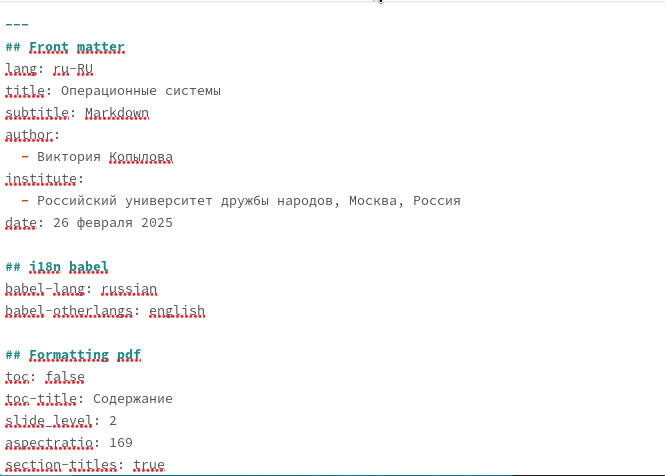 ---
## Front matter
lang: ru-RU
title: Операционные системы
subtitle: Markdown
author:
  - Виктория Копылова
institute:
  - Российский университет дружбы народов, Москва, Россия
date: 26 февраля 2025

## i18n babel
babel-lang: russian
babel-otherlangs: english

## Formatting pdf
toc: false
toc-title: Содержание
slide_level: 2
aspectratio: 169
section-titles: true